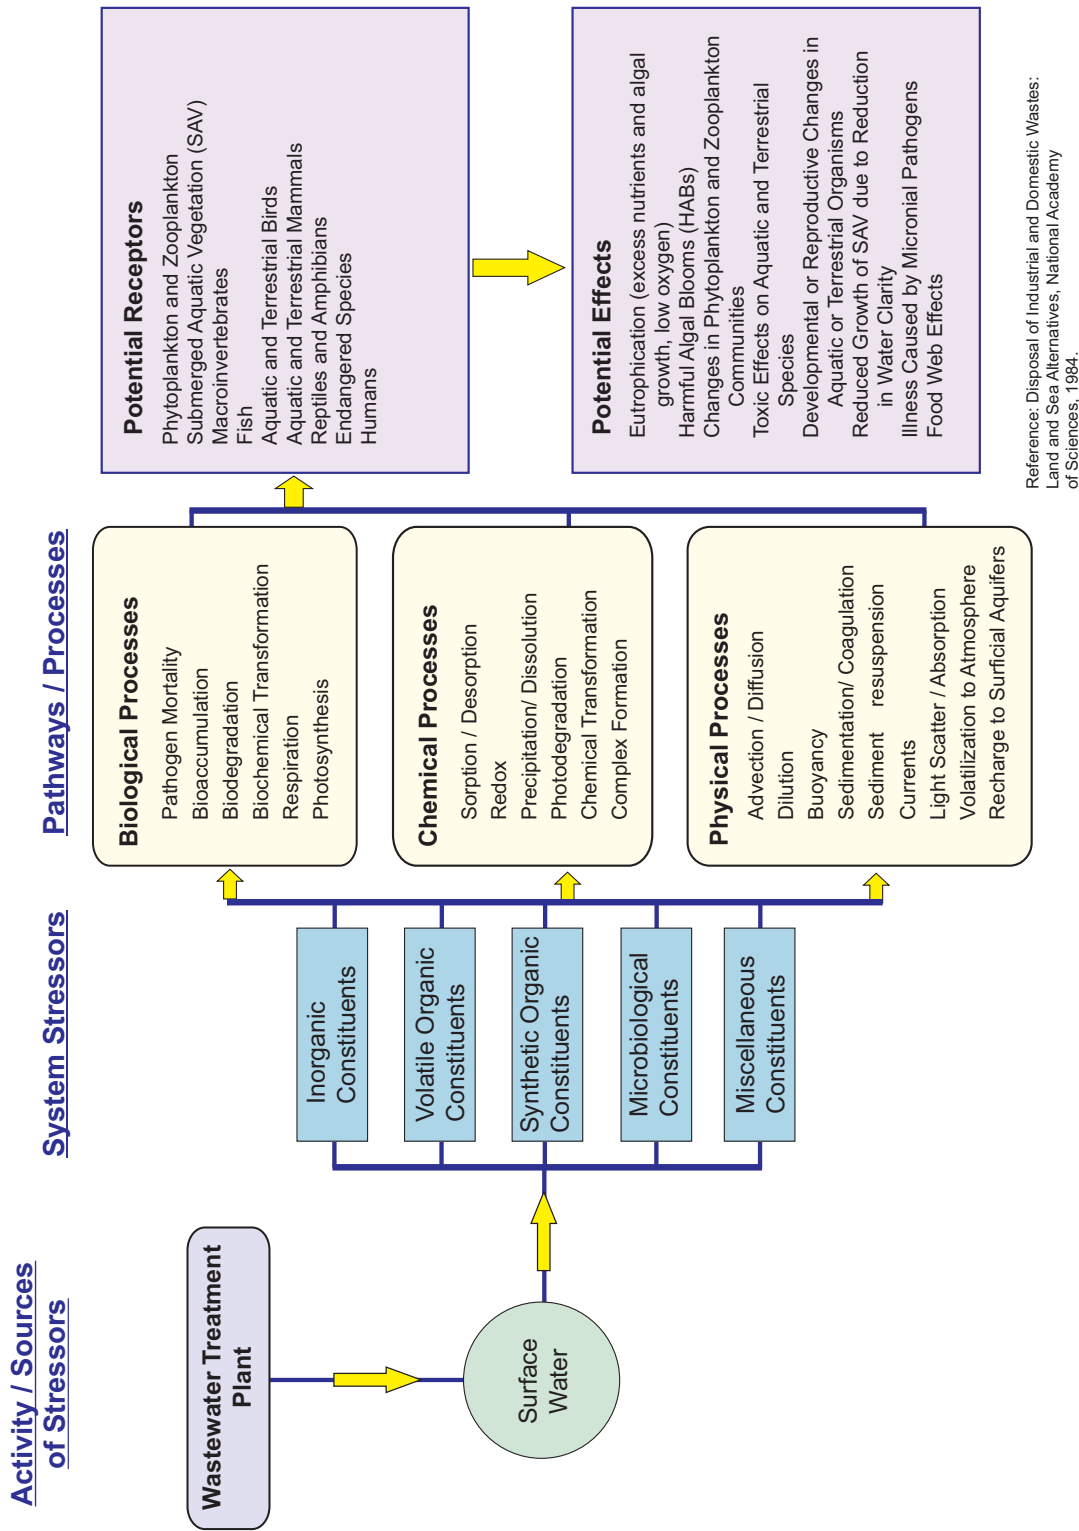 Activity / Sources
of Stressors
System Stressors
Pathways / Processes
Wastewater Treatment
Plant
Surface
Water
Inorganic
Constituents
Volatile Organic
Constituents
Synthetic Organic
Constituents
Microbiological
Constituents
Miscellaneous
Constituents
Biological Processes
Pathogen Mortality
Bioaccumulation
Biodegradation
Biochemical Transformation
Respiration
Photosynthesis
Chemical Processes
Sorption / Desorption
Redox
Precipitation/ Dissolution
Photodegradation
Chemical Transformation
Complex Formation
Physical Processes
Advection / Diffusion
Dilution
Buoyancy
Sedimentation/ Coagulation
Sediment resuspension
Currents
Light Scatter / Absorption
Volatilization to Atmosphere
Recharge to Surficial Aquifers
Potential Receptors
Phytoplankton and Zooplankton
Submerged Aquatic Vegetation (SAV)
Macroinvertebrates
Fish
Aquatic and Terrestrial Birds
Aquatic and Terrestrial Mammals
Reptiles and Amphibians
Endangered Species
Humans
Potential Effects
Eutrophication (excess nutrients and algal
growth, low oxygen)
Harmful Algal Blooms (HABs)
Changes in Phytoplankton and Zooplankton
Communities
Toxic Effects on Aquatic and Terrestrial
Species
Developmental or Reproductive Changes in
Aquatic or Terrestrial Organisms
Reduced Growth of SAV due to Reduction
in Water Clarity
Illness Caused by Micronial Pathogens
Food Web Effects
Reference: Disposal of Industrial and Domestic Wastes:
Land and Sea Alternatives, National Academy
of Sciences, 1984.